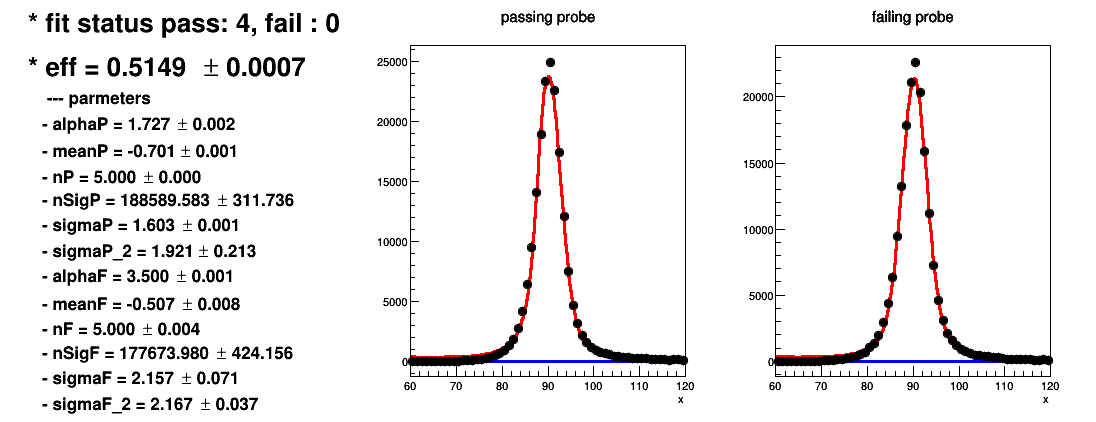 * fit status pass: 4, fail : 0
* eff = 0.5149 ± 0.0007
--- parmeters
- alphaP = 1.727 ± 0.002
- meanP = -0.701 ± 0.001
- nP = 5.000 ± 0.000
- nSigP = 188589.583 ± 311.736
- sigmaP = 1.603 ± 0.001
- sigmaP_2 = 1.921 ± 0.213
- alphaF = 3.500 ± 0.001
- meanF = -0.507 ± 0.008
- nF = 5.000 ± 0.004
- nSigF = 177673.980 ± 424.156
- sigmaF = 2.157 ± 0.071
- sigmaF_2 = 2.167 ± 0.037
passing probe
25000
20000
15000
10000
5000
0
60 70 80 90 100 110 120
x
failing probe
20000
15000
10000
5000
0
60 70 80 90 100 110 120
x